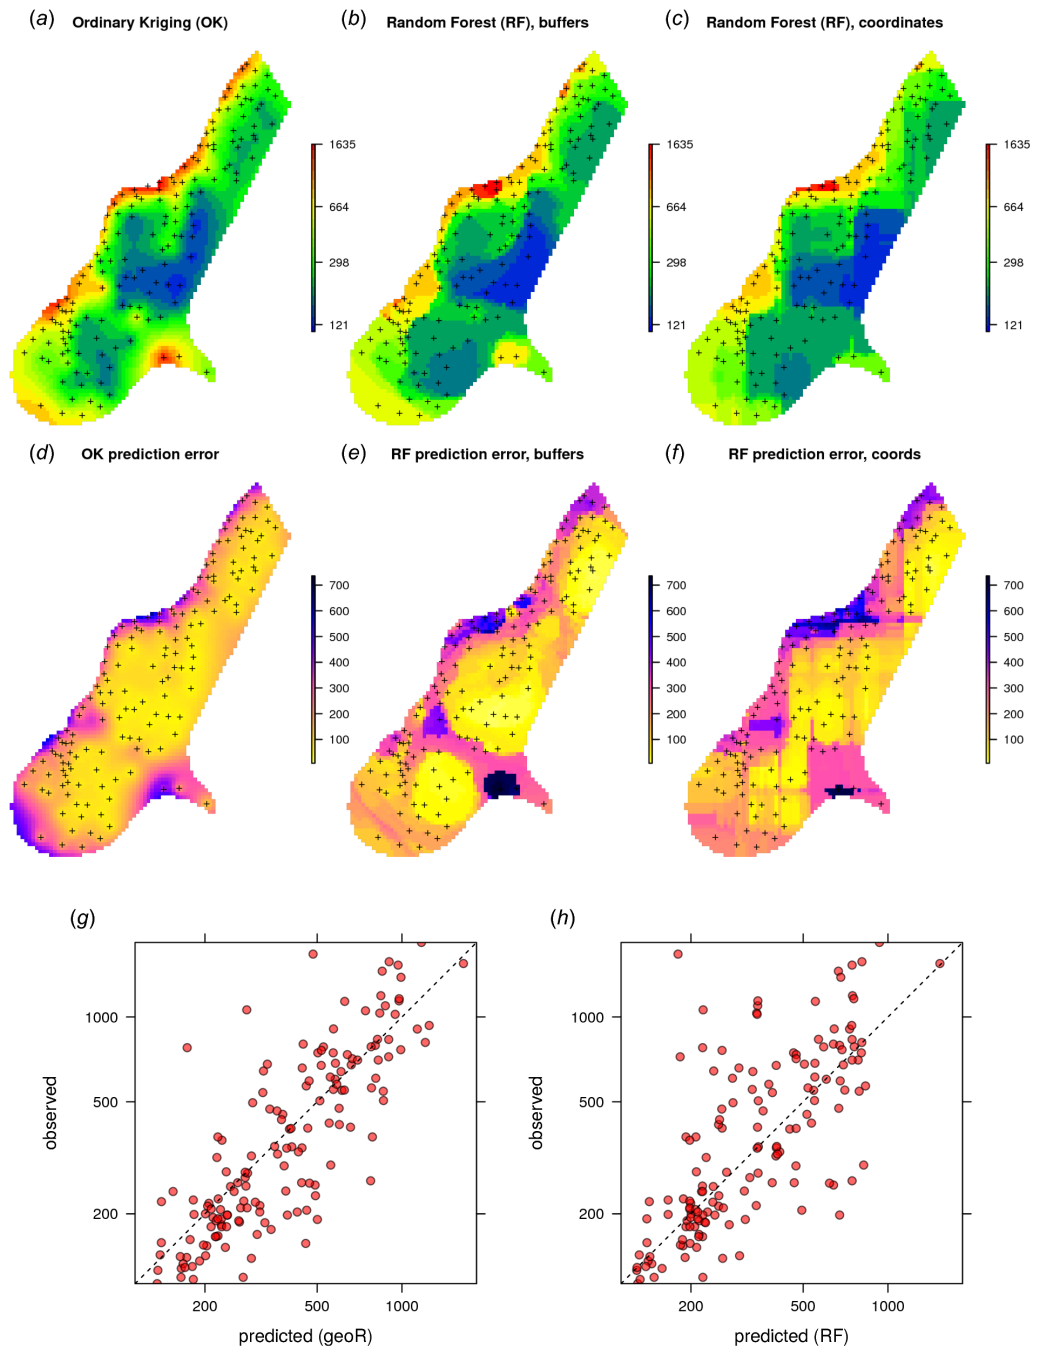 (a) Ordinary Kriging (OK)
(b) Random Forest (RF), buffers
(c) Random Forest (RF), coordinates
1635
664
298
121
1635
664
298
121
1635
664
298
121
(d) OK prediction error
(e) RF prediction error, buffers
(f) RF prediction error, coords
700
600
500
400
300
200
100
700
600
500
400
300
200
100
700
600
500
400
300
200
100
(g)
observed
1000
500
200
200 500 1000
predicted (geoR)
(h)
observed
1000
500
200
200 500 1000
predicted (RF)